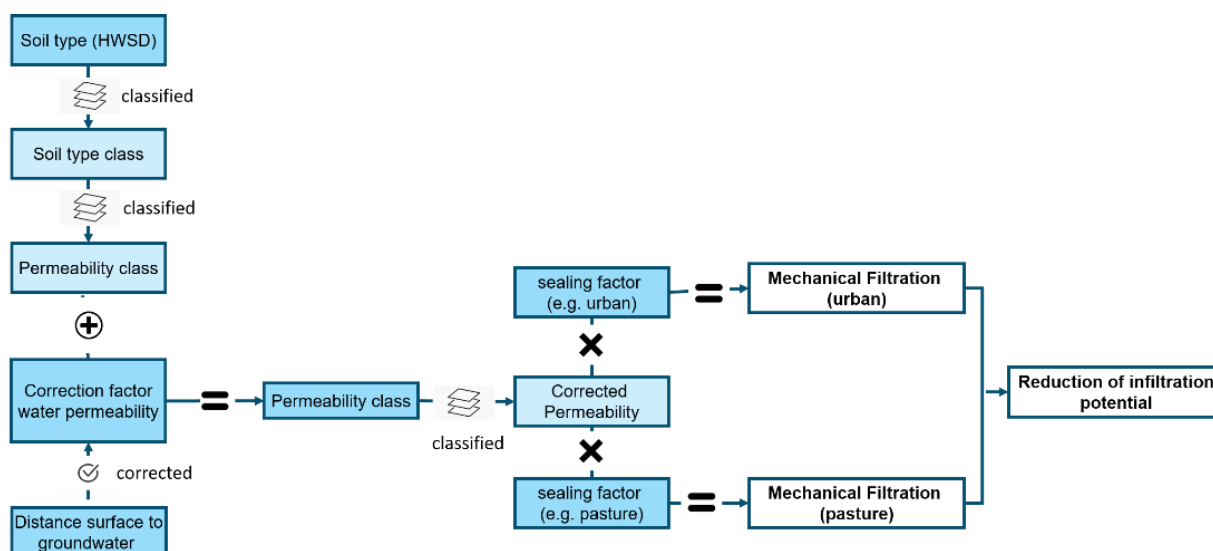 Soil type (HWSD)
classified
Soil type class
classified
Permeability class
Correction factor
water permeability
corrected
Distance surface to
groundwater
Permeability class
classified
sealing factor
(e.g. urban)
Corrected
Permeability
sealing factor
(e.g. pasture)
Mechanical Filtration
(urban)
Mechanical Filtration
(pasture)
Reduction of infiltration
potential